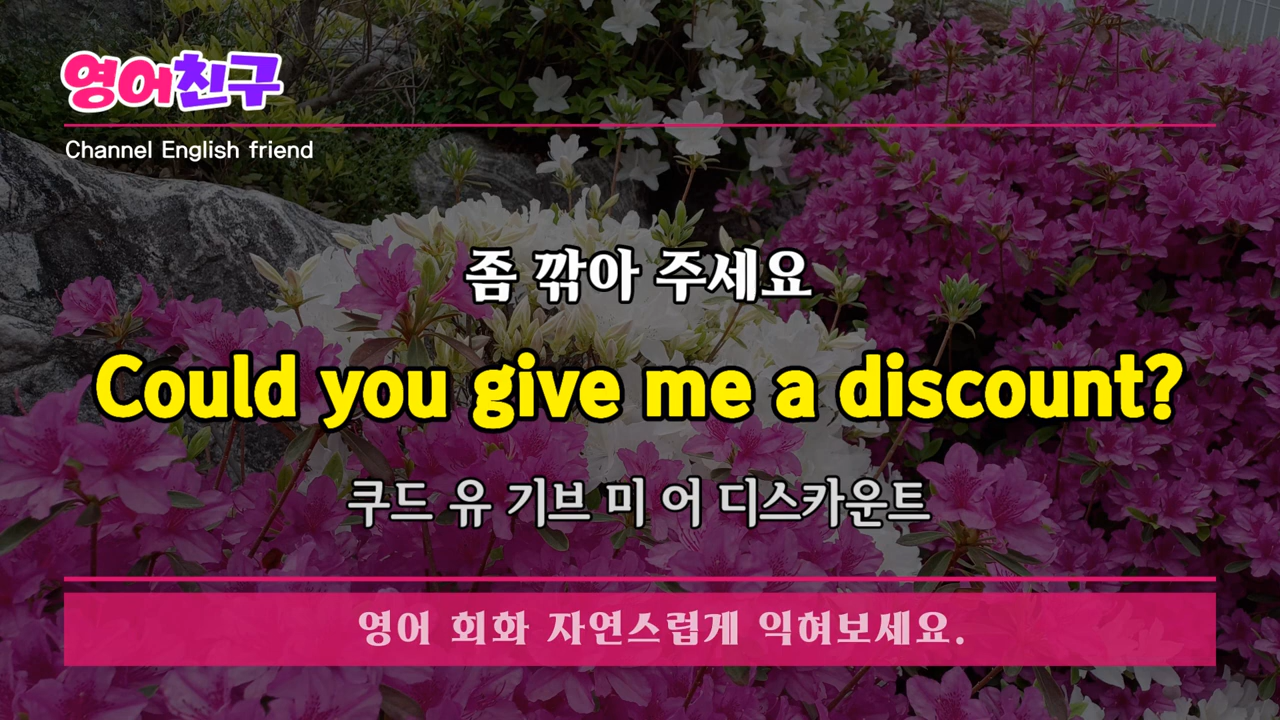 영어친구
Channel English friend
좀 깎아 주세요
Could you give me a discount?
쿠드 유 기브 미 어 디스카운트
영어 회화 자연스럽게 익혀보세요.